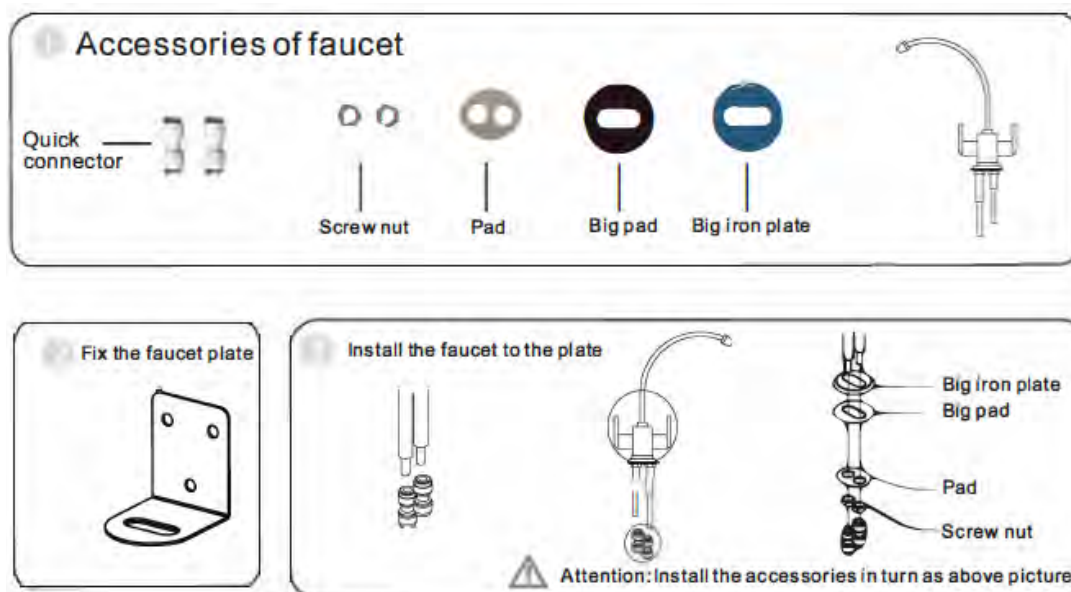 Accessories of faucet
Quick
connector
Screw nut
Pad
Big pad
Big iron plate
Fix the faucet plate
Install the faucet to the plate
Big iron plate
Big pad
Pad
Screw nut
Attention: Install the accessories in turn as above picture